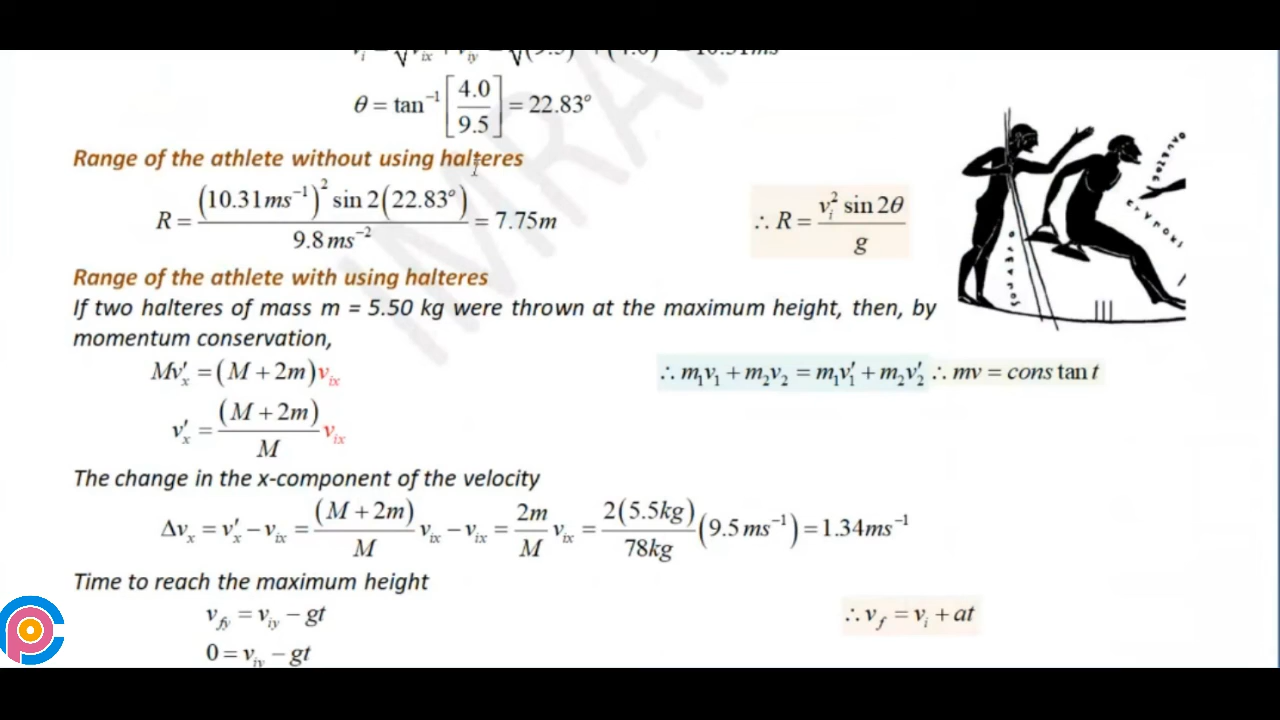 θ = tan⁻¹ [4.0/9.5] = 22.83°
Range of the athlete without using halteres
R = (10.31ms⁻¹)² sin 2(22.83°) / 9.8ms⁻² = 7.75m
∴ R = vᵢ² sin 2θ / g
Range of the athlete with using halteres
If two halteres of mass m = 5.50 kg were thrown at the maximum height, then, by
momentum conservation,
Mv′ₓ = (M + 2m)vᵢₓ
∴ m₁v₁ + m₂v₂ = m₁v′₁ + m₂v′₂ ∴ mv = cons tan t
v′ₓ = (M + 2m)/M vᵢₓ
The change in the x-component of the velocity
Δvₓ = v′ₓ − vᵢₓ = (M + 2m)/M vᵢₓ − vᵢₓ = 2m/M vᵢₓ = 2(5.5kg)/78kg (9.5ms⁻¹) = 1.34ms⁻¹
Time to reach the maximum height
v_fy = v_iy − gt
∴ v_f = vᵢ + at
0 = v_iy − gt